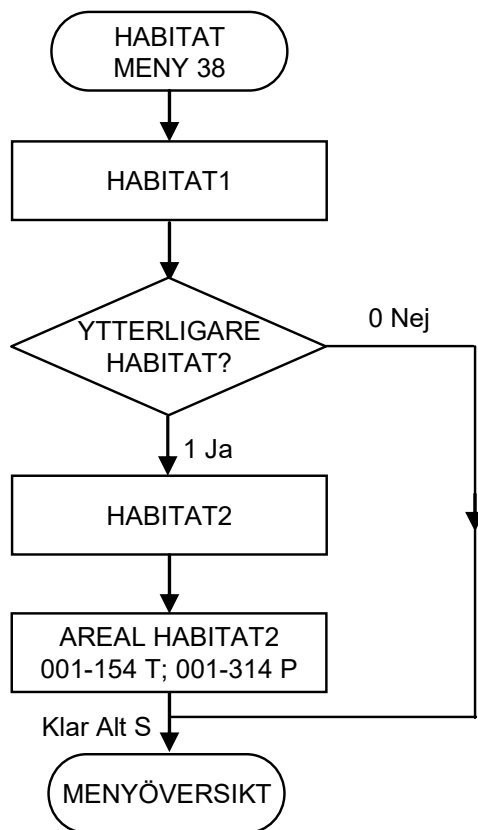 HABITAT
MENY 38
HABITAT1
YTTERLIGARE
HABITAT?
0 Nej
1 Ja
HABITAT2
AREAL HABITAT2
001-154 T; 001-314 P
Klar Alt S
MENYÖVERSIKT